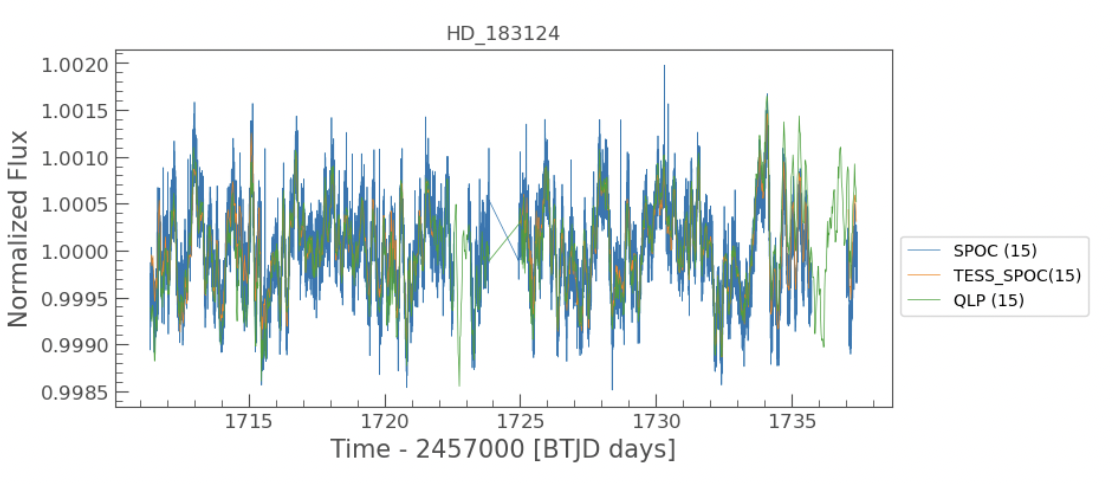 HD_183124
Normalized Flux
1.0020
1.0015
1.0010
1.0005
1.0000
0.9995
0.9990
0.9985
1715 1720 1725 1730 1735
Time - 2457000 [BTJD days]
SPOC (15)
TESS_SPOC(15)
QLP (15)